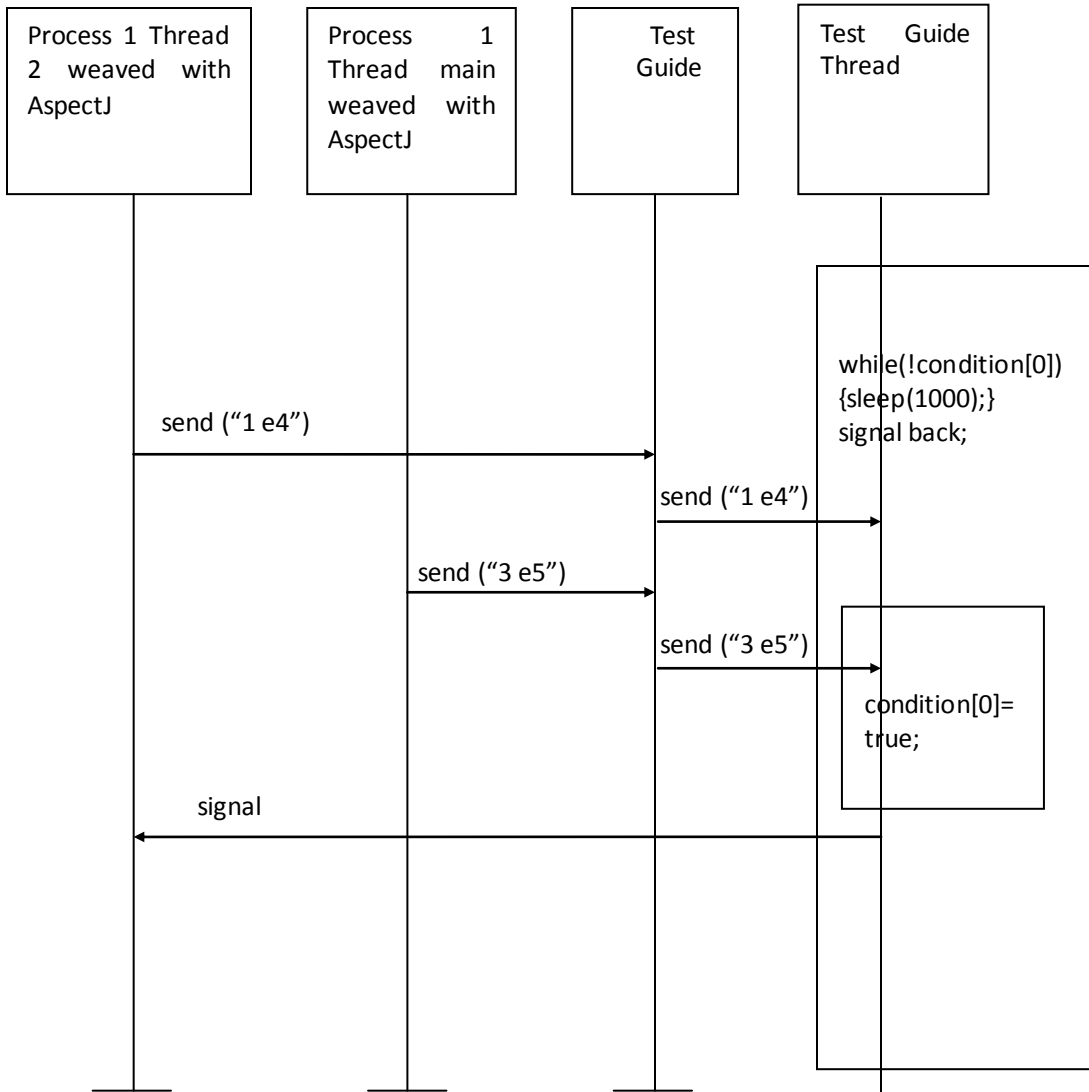 Process 1 Thread
2 weaved with
AspectJ
Process 1
Thread main
weaved with
AspectJ
Test
Guide
Test Guide
Thread
while(!condition[0])
{sleep(1000);}
signal back;
send (“1 e4”)
send (“1 e4”)
send (“3 e5”)
send (“3 e5”)
condition[0]=
true;
signal